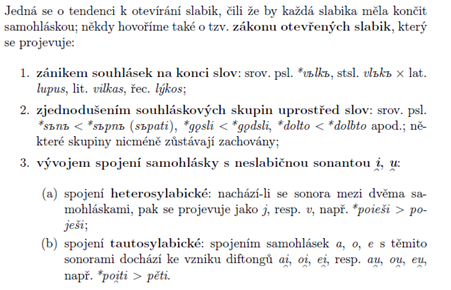 Jedná se o tendenci k otevírání slabik, čili že by každá slabika měla končit
samohláskou; někdy hovoříme také o tzv. zákonu otevřených slabik, který
se projevuje:
1. zánikem souhlásek na konci slov: srov. psl. *vьlkъ, stsl. vlъkъ × lat.
lupus, lit. vilkas, řec. lýkos;
2. zjednodušením souhláskových skupin uprostřed slov: srov. psl.
*sъnъ < *sъpnъ (sъpati), *gǫsli < *gǫdsli, *dolto < *dolbto apod.; ně-
které skupiny nicméně zůstávají zachovány;
3. vývojem spojení samohlásky s neslabičnou sonantou i̯, u̯:
(a) spojení heterosylabické: nachází-li se sonora mezi dvěma sa-
mohláskami, pak se projevuje jako j, resp. v, např. *poieši > po-
ješi;
(b) spojení tautosylabické: spojením samohlásek a, o, e s těmito
sonorami dochází ke vzniku diftongů ai̯, oi̯, ei̯, resp. au̯, ou̯, eu̯,
např. *poi̯ti > pěti.